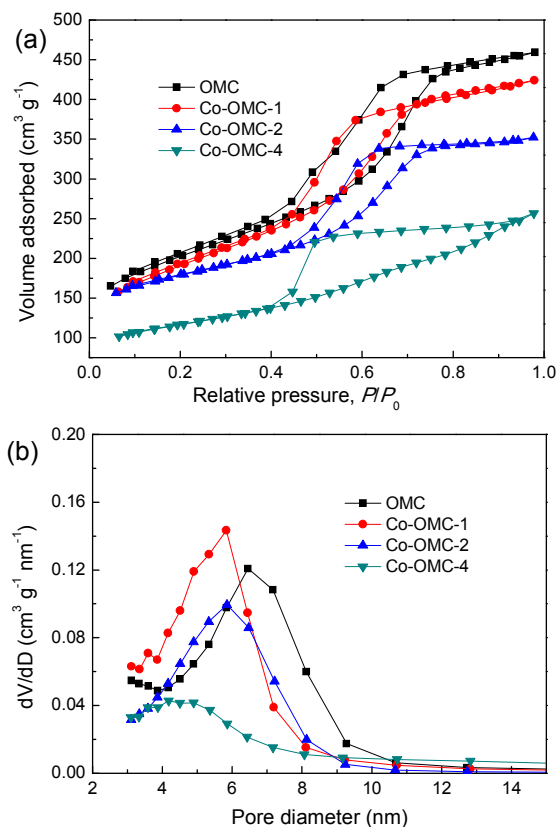 (a)
450
400
350
300
250
200
150
100
Volume adsorbed (cm³ g⁻¹)
OMC
Co-OMC-1
Co-OMC-2
Co-OMC-4
0.0 0.2 0.4 0.6 0.8 1.0
Relative pressure, P/P₀
(b)
0.20
0.16
0.12
0.08
0.04
0.00
dV/dD (cm³ g⁻¹ nm⁻¹)
OMC
Co-OMC-1
Co-OMC-2
Co-OMC-4
2 4 6 8 10 12 14
Pore diameter (nm)